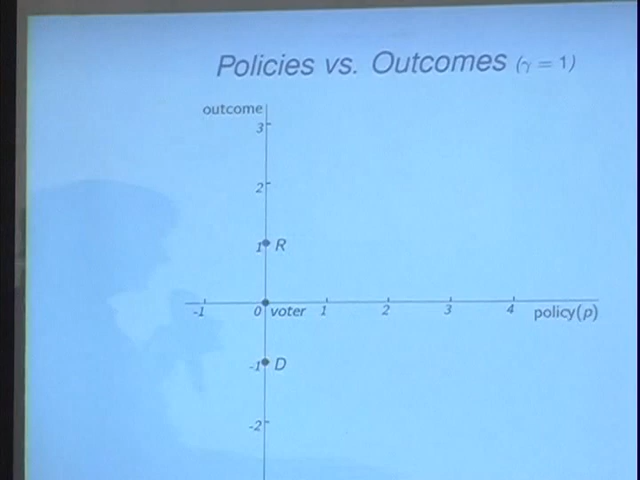 Policies vs. Outcomes (γ = 1)
outcome
3
2
1 R
-1 0 voter 1 2 3 4 policy(p)
-1 D
-2